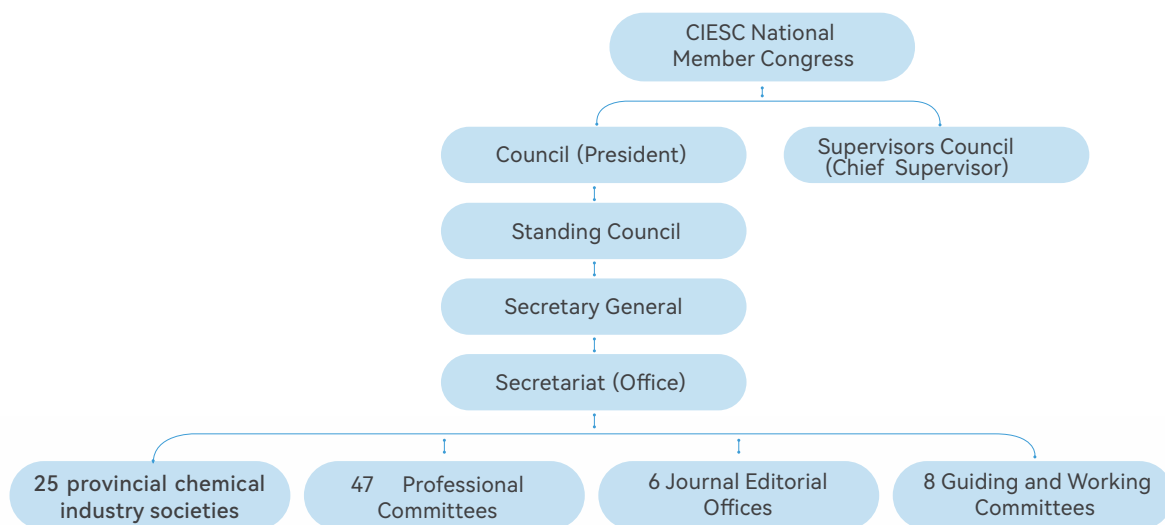 CIESC National
Member Congress
Council (President)
Supervisors Council
(Chief Supervisor)
Standing Council
Secretary General
Secretariat (Office)
25 provincial chemical
industry societies
47 Professional
Committees
6 Journal Editorial
Offices
8 Guiding and Working
Committees